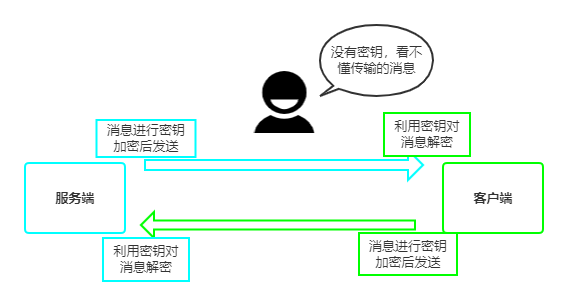 没有密钥，看不
懂传输的消息
消息进行密钥
加密后发送
利用密钥对
消息解密
服务端
客户端
利用密钥对
消息解密
消息进行密钥
加密后发送